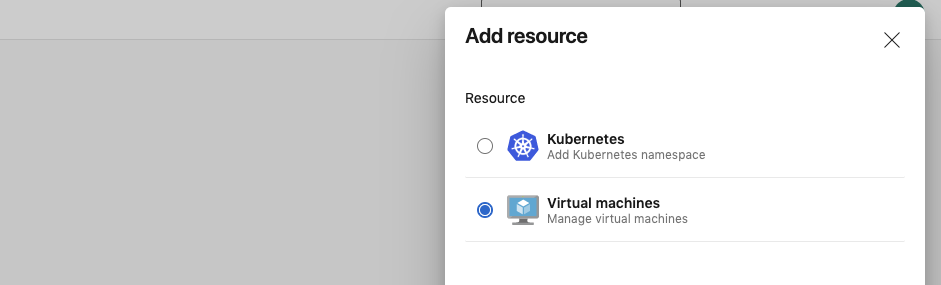 Add resource
Resource
Kubernetes
Add Kubernetes namespace
Virtual machines
Manage virtual machines